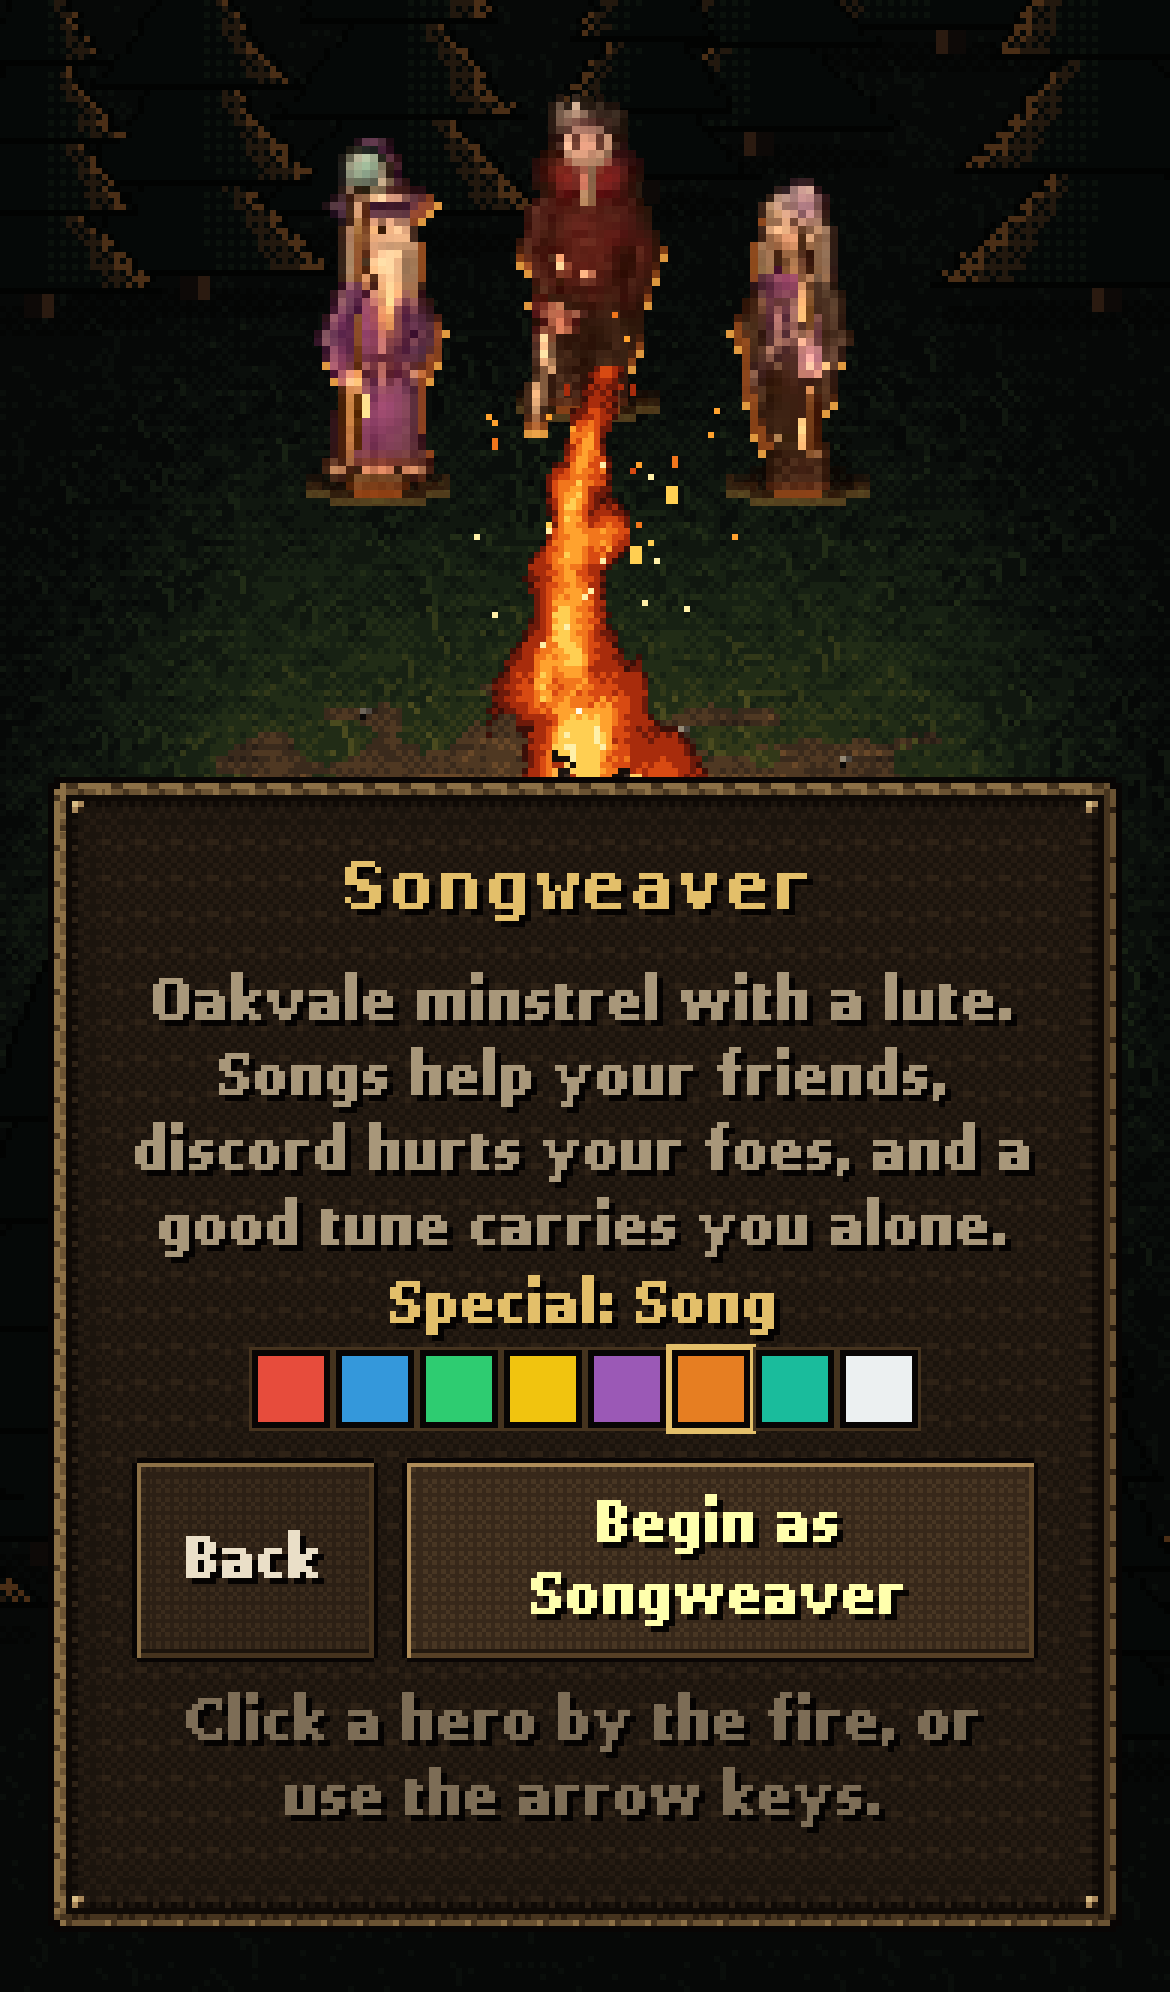 Songweaver
Oakvale minstrel with a lute.
Songs help your friends,
discord hurts your foes, and a
good tune carries you alone.
Special: Song
Back
Begin as
Songweaver
Click a hero by the fire, or
use the arrow keys.